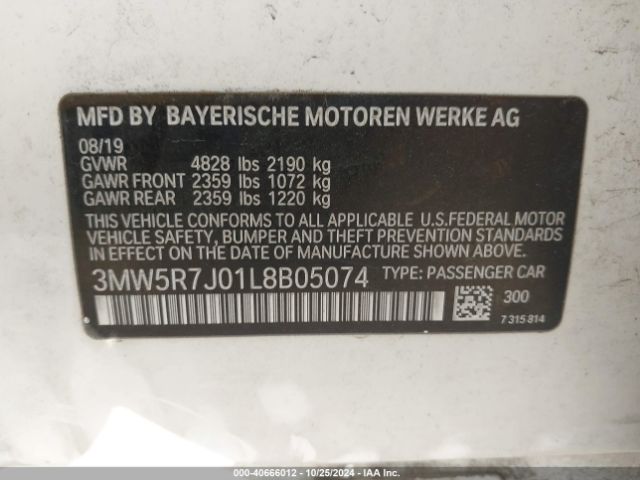 MFD BY BAYERISCHE MOTOREN WERKE AG
08/19
GVWR 4828 lbs 2190 kg
GAWR FRONT 2359 lbs 1072 kg
GAWR REAR 2359 lbs 1220 kg
THIS VEHICLE CONFORMS TO ALL APPLICABLE U.S.FEDERAL MOTOR
VEHICLE SAFETY, BUMPER AND THEFT PREVENTION STANDARDS
IN EFFECT ON THE DATE OF MANUFACTURE SHOWN ABOVE.
3MW5R7J01L8B05074 TYPE: PASSENGER CAR
300
7 315 814
000-40666012 - 10/25/2024 - IAA Inc.